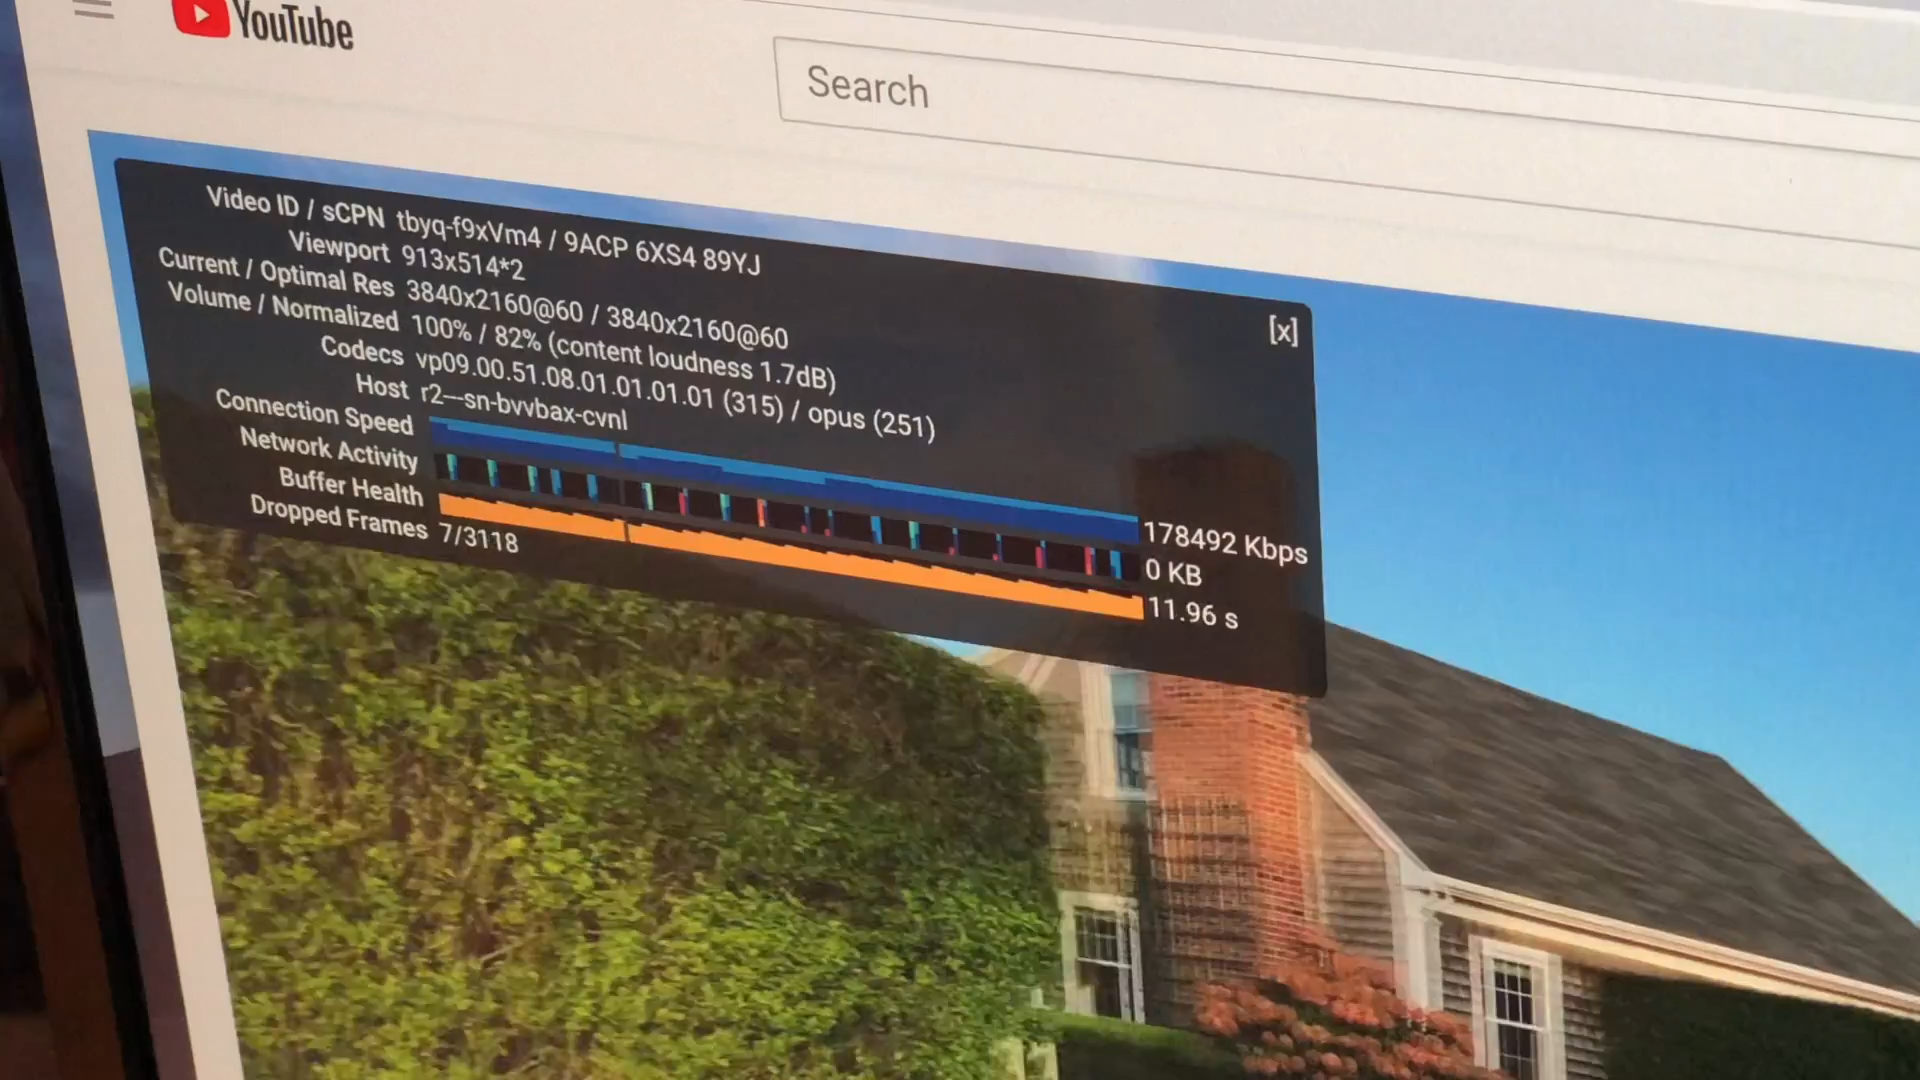 YouTube
Search
Video ID / sCPN tbyq-f9xVm4 / 9ACP 6XS4 89YJ
Viewport 913x514*2
Current / Optimal Res 3840x2160@60 / 3840x2160@60
Volume / Normalized 100% / 82% (content loudness 1.7dB)
Codecs vp09.00.51.08.01.01.01.01 (315) / opus (251)
Host r2---sn-bvvbax-cvnl
Connection Speed 178492 Kbps
Network Activity 0 KB
Buffer Health 11.96 s
Dropped Frames 7/3118
[x]